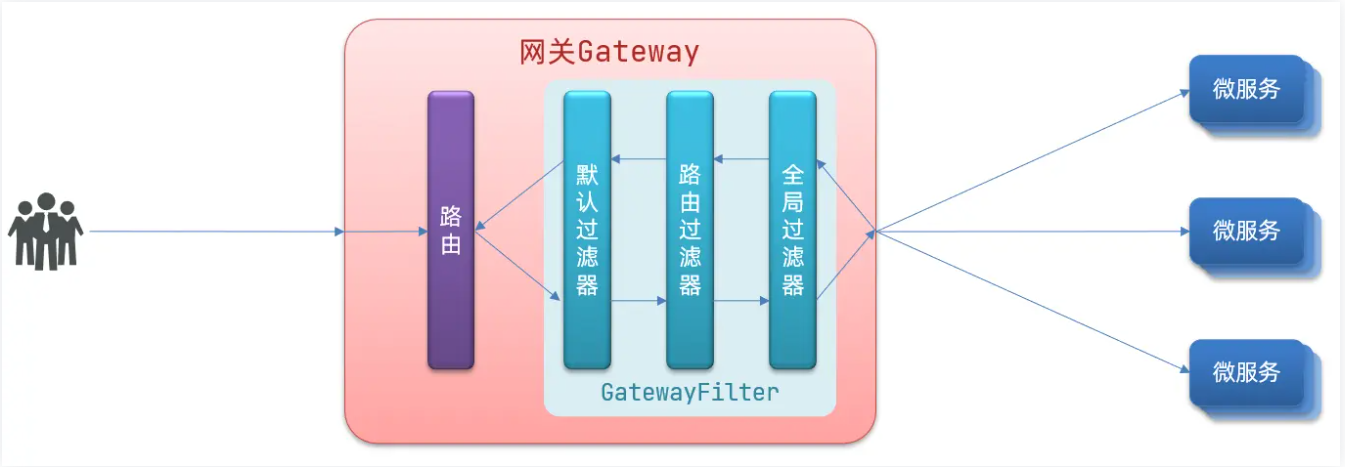 网关Gateway
路由
默认过滤器
路由过滤器
全局过滤器
GatewayFilter
微服务
微服务
微服务